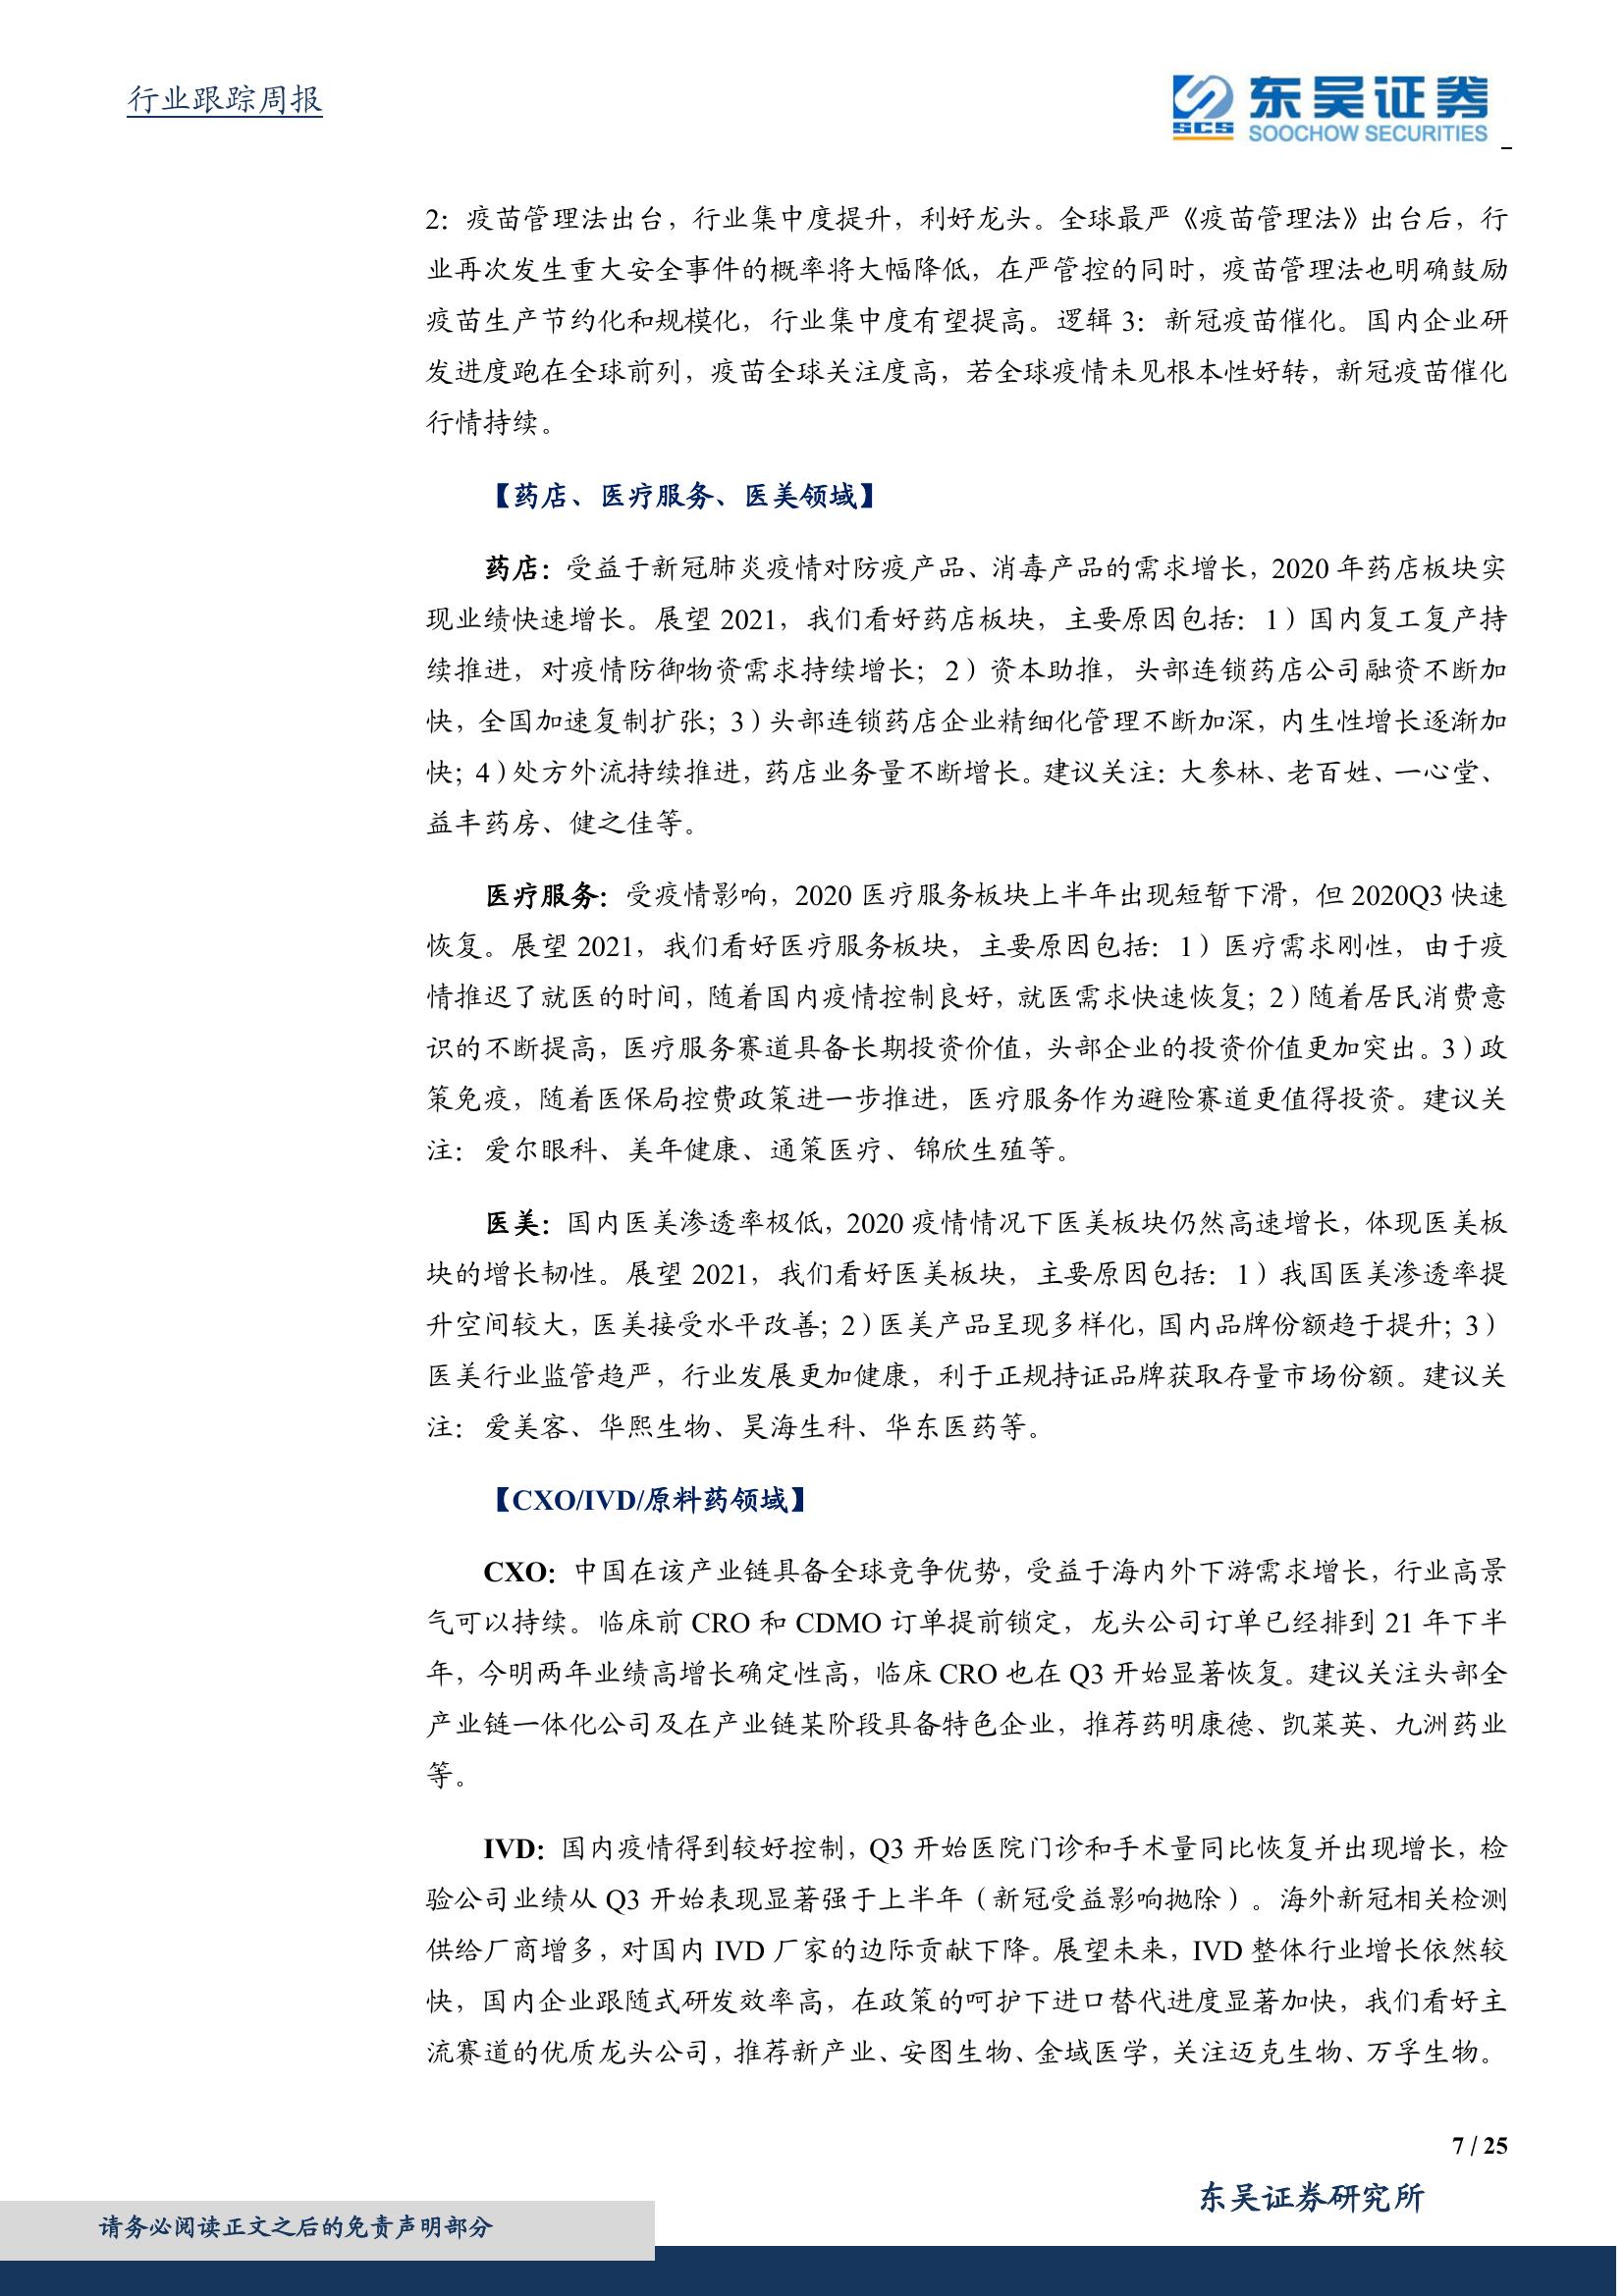 行业跟踪周报
东吴证券
SCS
SOOCHOW SECURITIES
2：疫苗管理法出台，行业集中度提升，利好龙头。全球最严《疫苗管理法》出台后，行
业再次发生重大安全事件的概率将大幅降低，在严管控的同时，疫苗管理法也明确鼓励
疫苗生产节约化和规模化，行业集中度有望提高。逻辑 3：新冠疫苗催化。国内企业研
发进度跑在全球前列，疫苗全球关注度高，若全球疫情未见根本性好转，新冠疫苗催化
行情持续。
【药店、医疗服务、医美领域】
药店：受益于新冠肺炎疫情对防疫产品、消毒产品的需求增长，2020 年药店板块实
现业绩快速增长。展望 2021，我们看好药店板块，主要原因包括：1）国内复工复产持
续推进，对疫情防御物资需求持续增长；2）资本助推，头部连锁药店公司融资不断加
快，全国加速复制扩张；3）头部连锁药店企业精细化管理不断加深，内生性增长逐渐加
快；4）处方外流持续推进，药店业务量不断增长。建议关注：大参林、老百姓、一心堂、
益丰药房、健之佳等。
医疗服务：受疫情影响，2020 医疗服务板块上半年出现短暂下滑，但 2020Q3 快速
恢复。展望 2021，我们看好医疗服务板块，主要原因包括：1）医疗需求刚性，由于疫
情推迟了就医的时间，随着国内疫情控制良好，就医需求快速恢复；2）随着居民消费意
识的不断提高，医疗服务赛道具备长期投资价值，头部企业的投资价值更加突出。3）政
策免疫，随着医保局控费政策进一步推进，医疗服务作为避险赛道更值得投资。建议关
注：爱尔眼科、美年健康、通策医疗、锦欣生殖等。
医美：国内医美渗透率极低，2020 疫情情况下医美板块仍然高速增长，体现医美板
块的增长韧性。展望 2021，我们看好医美板块，主要原因包括：1）我国医美渗透率提
升空间较大，医美接受水平改善；2）医美产品呈现多样化，国内品牌份额趋于提升；3）
医美行业监管趋严，行业发展更加健康，利于正规持证品牌获取存量市场份额。建议关
注：爱美客、华熙生物、昊海生科、华东医药等。
【CXO/IVD/原料药领域】
CXO：中国在该产业链具备全球竞争优势，受益于海内外下游需求增长，行业高景
气可以持续。临床前 CRO 和 CDMO 订单提前锁定，龙头公司订单已经排到 21 年下半
年，今明两年业绩高增长确定性高，临床 CRO 也在 Q3 开始显著恢复。建议关注头部全
产业链一体化公司及在产业链某阶段具备特色企业，推荐药明康德、凯莱英、九洲药业
等。
IVD：国内疫情得到较好控制，Q3 开始医院门诊和手术量同比恢复并出现增长，检
验公司业绩从 Q3 开始表现显著强于上半年（新冠受益影响抛除）。海外新冠相关检测
供给厂商增多，对国内 IVD 厂家的边际贡献下降。展望未来，IVD 整体行业增长依然较
快，国内企业跟随式研发效率高，在政策的呵护下进口替代进度显著加快，我们看好主
流赛道的优质龙头公司，推荐新产业、安图生物、金域医学，关注迈克生物、万孚生物。
7 / 25
东吴证券研究所
请务必阅读正文之后的免责声明部分